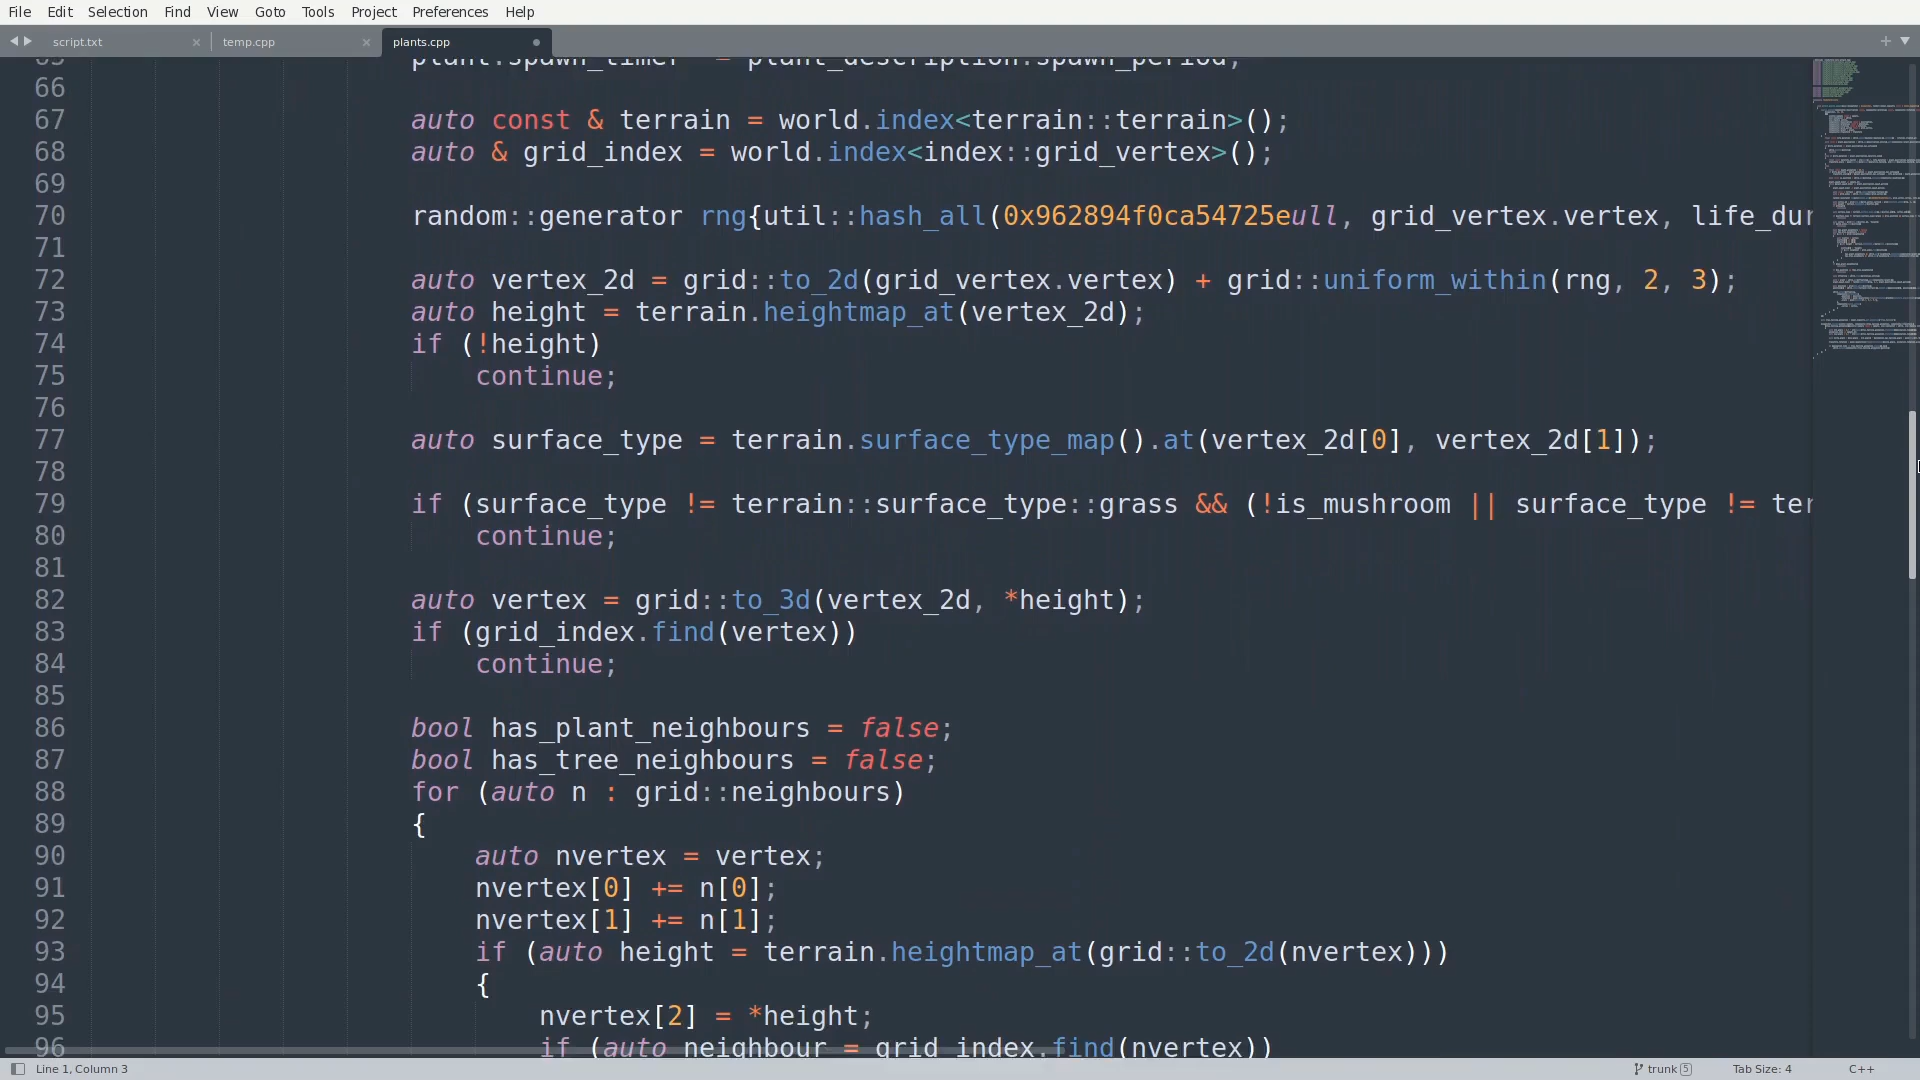 File Edit Selection Find View Goto Tools Project Preferences Help
script.txt × temp.cpp × plants.cpp
65 plant.spawn_timer = plant_description.spawn_period;
66
67 auto const & terrain = world.index<terrain::terrain>();
68 auto & grid_index = world.index<index::grid_vertex>();
69
70 random::generator rng{util::hash_all(0x962894f0ca54725eull, grid_vertex.vertex, life_dur
71
72 auto vertex_2d = grid::to_2d(grid_vertex.vertex) + grid::uniform_within(rng, 2, 3);
73 auto height = terrain.heightmap_at(vertex_2d);
74 if (!height)
75 continue;
76
77 auto surface_type = terrain.surface_type_map().at(vertex_2d[0], vertex_2d[1]);
78
79 if (surface_type != terrain::surface_type::grass && (!is_mushroom || surface_type != ter
80 continue;
81
82 auto vertex = grid::to_3d(vertex_2d, *height);
83 if (grid_index.find(vertex))
84 continue;
85
86 bool has_plant_neighbours = false;
87 bool has_tree_neighbours = false;
88 for (auto n : grid::neighbours)
89 {
90 auto nvertex = vertex;
91 nvertex[0] += n[0];
92 nvertex[1] += n[1];
93 if (auto height = terrain.heightmap_at(grid::to_2d(nvertex)))
94 {
95 nvertex[2] = *height;
96 if (auto neighbour = grid_index.find(nvertex))
Line 1, Column 3 trunk 5 Tab Size: 4 C++